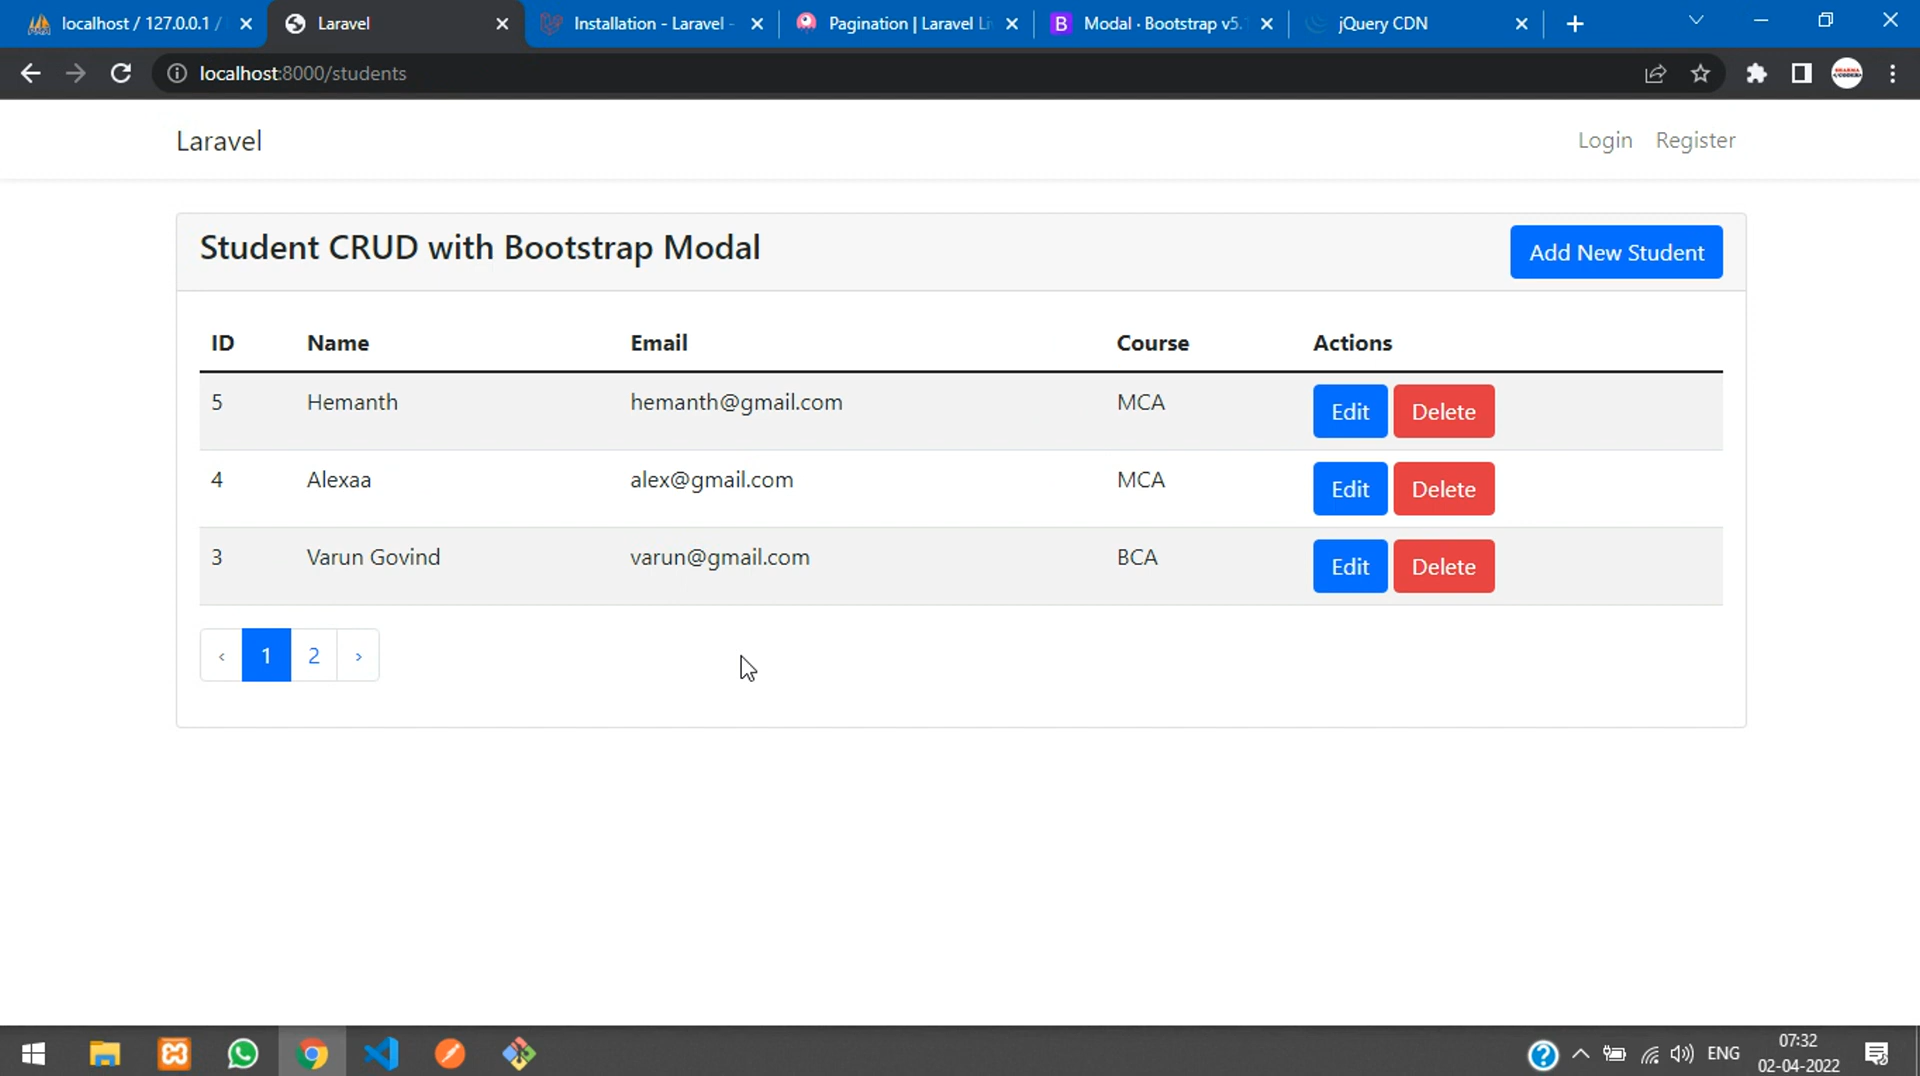 localhost / 127.0.0.1 /
Laravel
Installation - Laravel -
Pagination | Laravel Li
B Modal · Bootstrap v5.
jQuery CDN
localhost:8000/students
Laravel
Login Register
Student CRUD with Bootstrap Modal
Add New Student
ID Name Email Course Actions
5 Hemanth hemanth@gmail.com MCA Edit Delete
4 Alexaa alex@gmail.com MCA Edit Delete
3 Varun Govind varun@gmail.com BCA Edit Delete
‹ 1 2 ›
ENG
07:32
02-04-2022